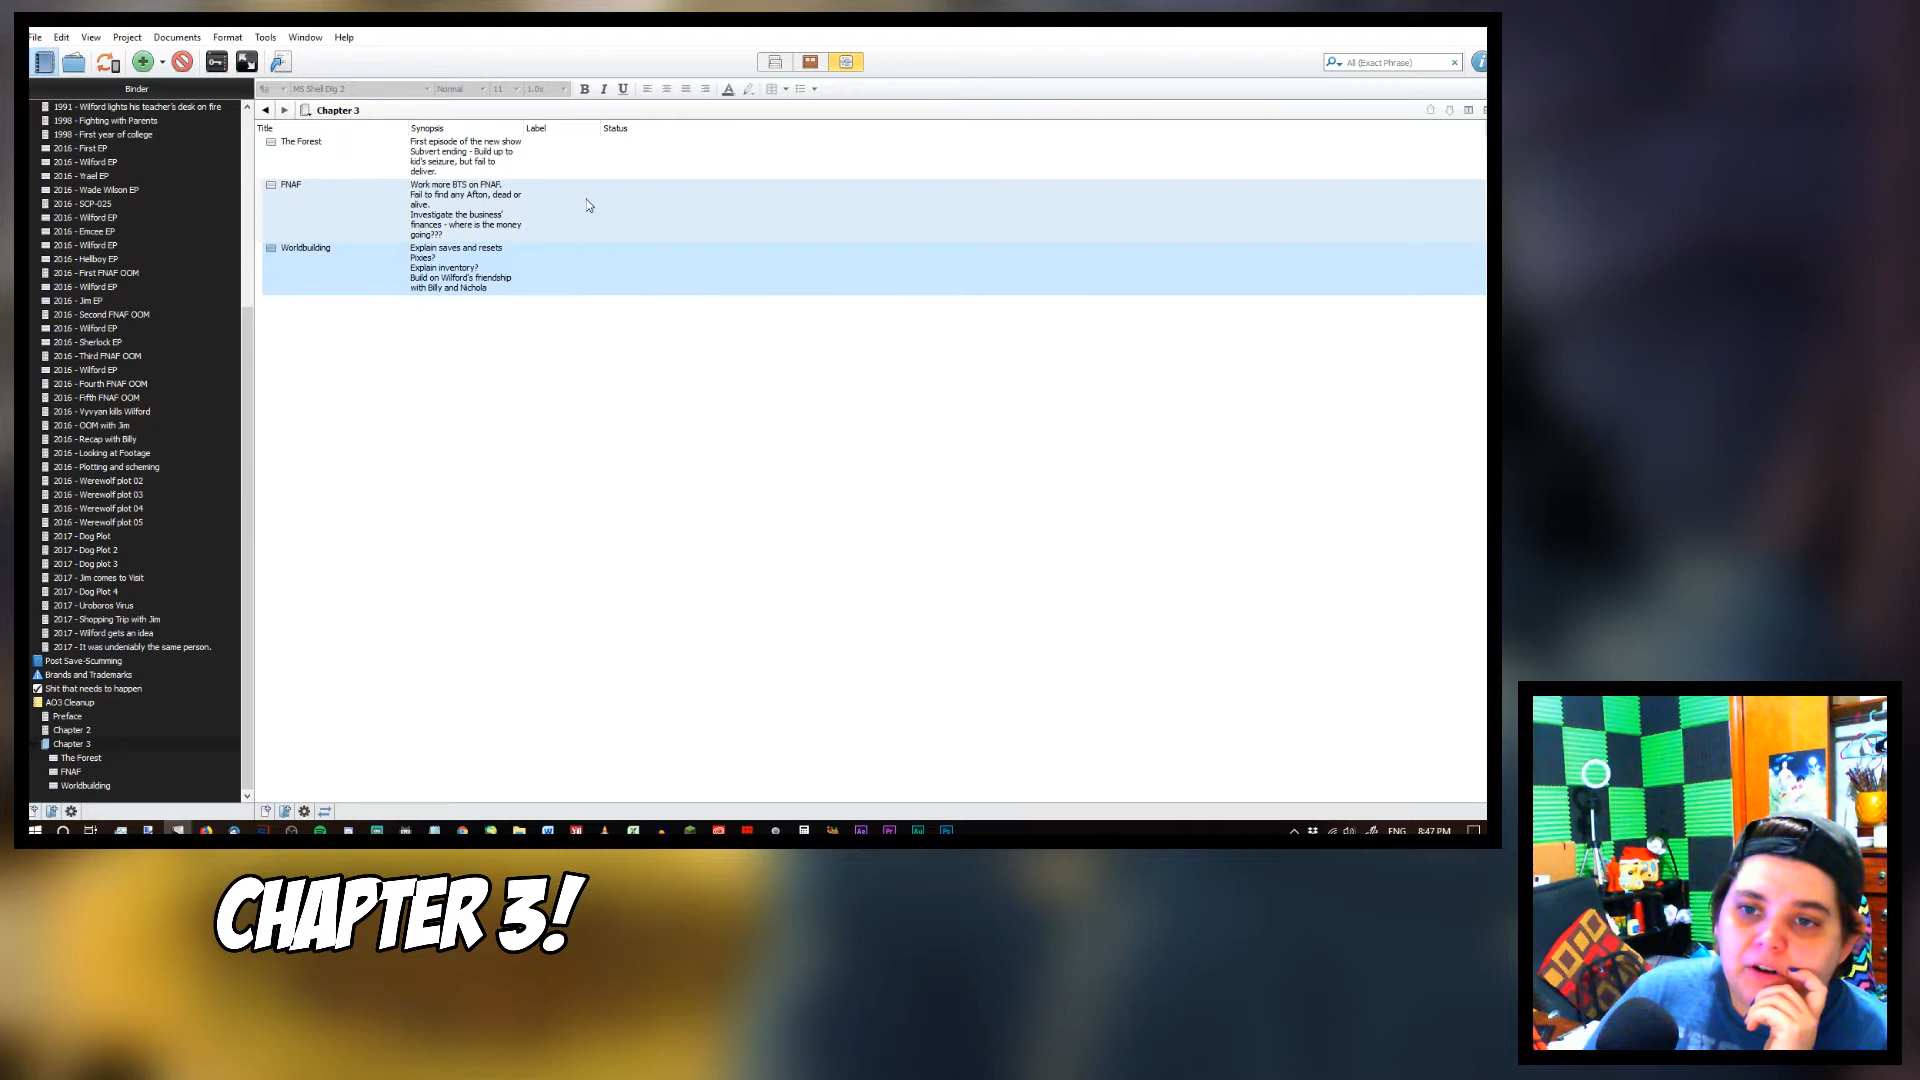 File Edit View Project Documents Format Tools Window Help
All (Exact Phrase)
Binder
MS Shell Dlg 2 Normal 11 1.0x B I U A
Chapter 3
1991 - Wilford lights his teacher's desk on fire
1998 - Fighting with Parents
1998 - First year of college
2016 - First EP
2016 - Wilford EP
2016 - Yrael EP
2016 - Wade Wilson EP
2016 - SCP-025
2016 - Wilford EP
2016 - Emcee EP
2016 - Wilford EP
2016 - Hellboy EP
2016 - First FNAF OOM
2016 - Wilford EP
2016 - Jim EP
2016 - Second FNAF OOM
2016 - Wilford EP
2016 - Sherlock EP
2016 - Third FNAF OOM
2016 - Wilford EP
2016 - Fourth FNAF OOM
2016 - Fifth FNAF OOM
2016 - Vyvyan kills Wilford
2016 - OOM with Jim
2016 - Recap with Billy
2016 - Looking at Footage
2016 - Plotting and scheming
2016 - Werewolf plot 02
2016 - Werewolf plot 03
2016 - Werewolf plot 04
2016 - Werewolf plot 05
2017 - Dog Plot
2017 - Dog Plot 2
2017 - Dog plot 3
2017 - Jim comes to Visit
2017 - Dog Plot 4
2017 - Uroboros Virus
2017 - Shopping Trip with Jim
2017 - Wilford gets an idea
2017 - It was undeniably the same person.
Post Save-Scumming
Brands and Trademarks
Shit that needs to happen
AO3 Cleanup
Preface
Chapter 2
Chapter 3
The Forest
FNAF
Worldbuilding
Title Synopsis Label Status
The Forest
First episode of the new show
Subvert ending - Build up to
kid's seizure, but fail to
deliver.
FNAF
Work more BTS on FNAF.
Fail to find any Afton, dead or
alive.
Investigate the business'
finances - where is the money
going???
Worldbuilding
Explain saves and resets
Pixies?
Explain inventory?
Build on Wilford's friendship
with Billy and Nichola
ENG 8:47 PM
CHAPTER 3!